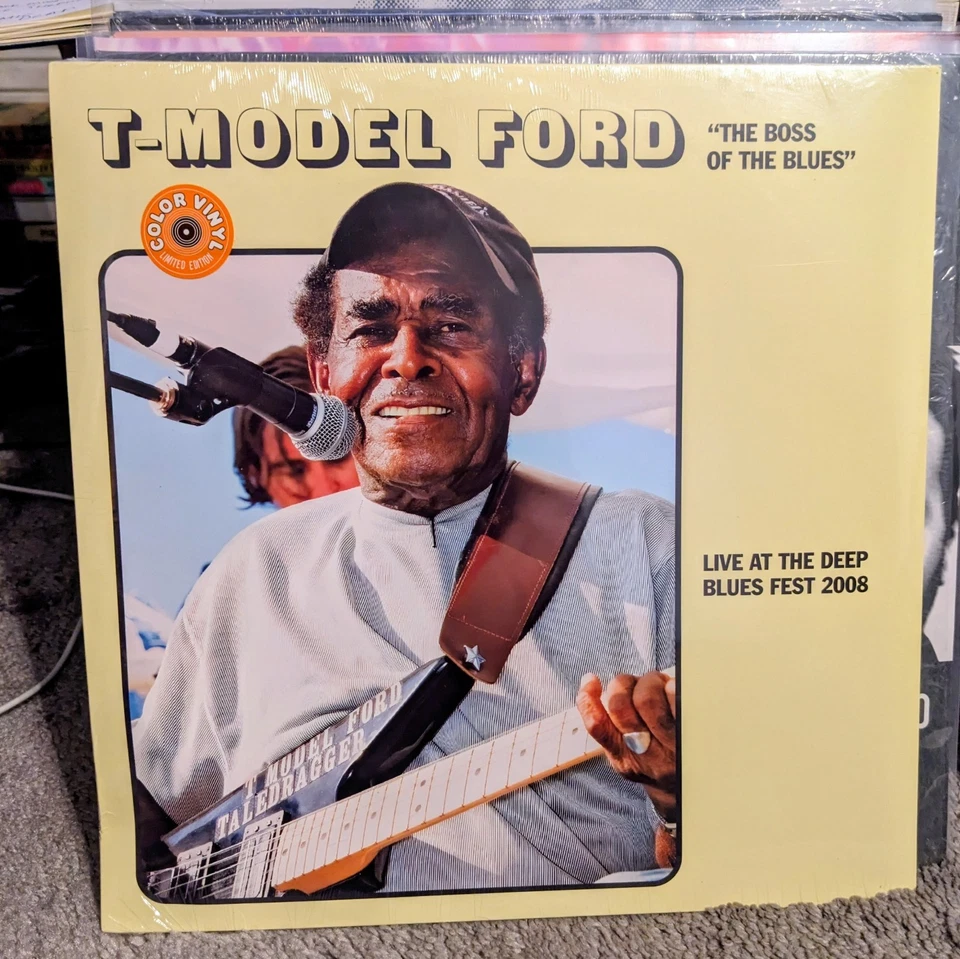 T-MODEL FORD
“THE BOSS
OF THE BLUES”
COLOR VINYL
LIMITED EDITION
LIVE AT THE DEEP
BLUES FEST 2008
T MODEL FORD
TALEDRAGGER